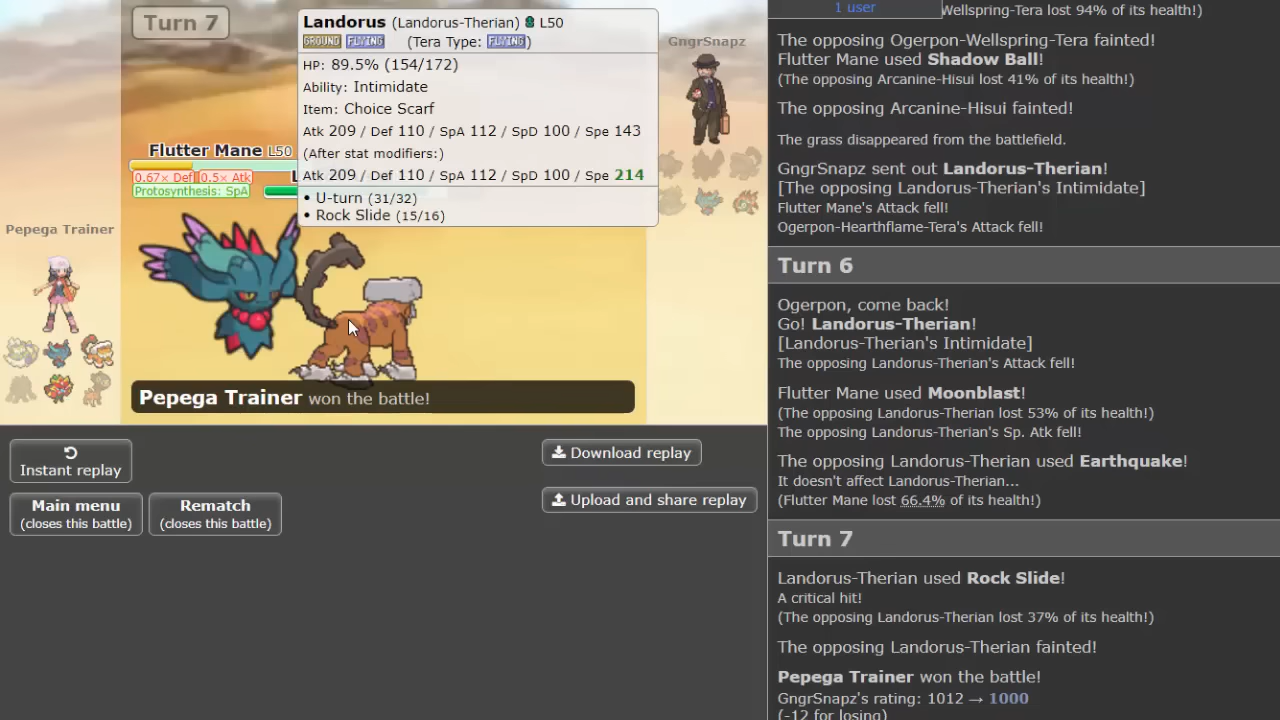 Turn 7
Landorus (Landorus-Therian) L50
GROUND FLYING (Tera Type: FLYING)
HP: 89.5% (154/172)
Ability: Intimidate
Item: Choice Scarf
Atk 209 / Def 110 / SpA 112 / SpD 100 / Spe 143
(After stat modifiers:)
Atk 209 / Def 110 / SpA 112 / SpD 100 / Spe 214
• U-turn (31/32)
• Rock Slide (15/16)
Flutter Mane L50
0.67× Def 0.5× Atk
Protosynthesis: SpA
Pepega Trainer
GngrSnapz
Pepega Trainer won the battle!
Instant replay
Download replay
Main menu
(closes this battle)
Rematch
(closes this battle)
Upload and share replay
1 user
Wellspring-Tera lost 94% of its health!)
The opposing Ogerpon-Wellspring-Tera fainted!
Flutter Mane used Shadow Ball!
(The opposing Arcanine-Hisui lost 41% of its health!)
The opposing Arcanine-Hisui fainted!
The grass disappeared from the battlefield.
GngrSnapz sent out Landorus-Therian!
[The opposing Landorus-Therian's Intimidate]
Flutter Mane's Attack fell!
Ogerpon-Hearthflame-Tera's Attack fell!
Turn 6
Ogerpon, come back!
Go! Landorus-Therian!
[Landorus-Therian's Intimidate]
The opposing Landorus-Therian's Attack fell!
Flutter Mane used Moonblast!
(The opposing Landorus-Therian lost 53% of its health!)
The opposing Landorus-Therian's Sp. Atk fell!
The opposing Landorus-Therian used Earthquake!
It doesn't affect Landorus-Therian...
(Flutter Mane lost 66.4% of its health!)
Turn 7
Landorus-Therian used Rock Slide!
A critical hit!
(The opposing Landorus-Therian lost 37% of its health!)
The opposing Landorus-Therian fainted!
Pepega Trainer won the battle!
GngrSnapz's rating: 1012 → 1000
(-12 for losing)